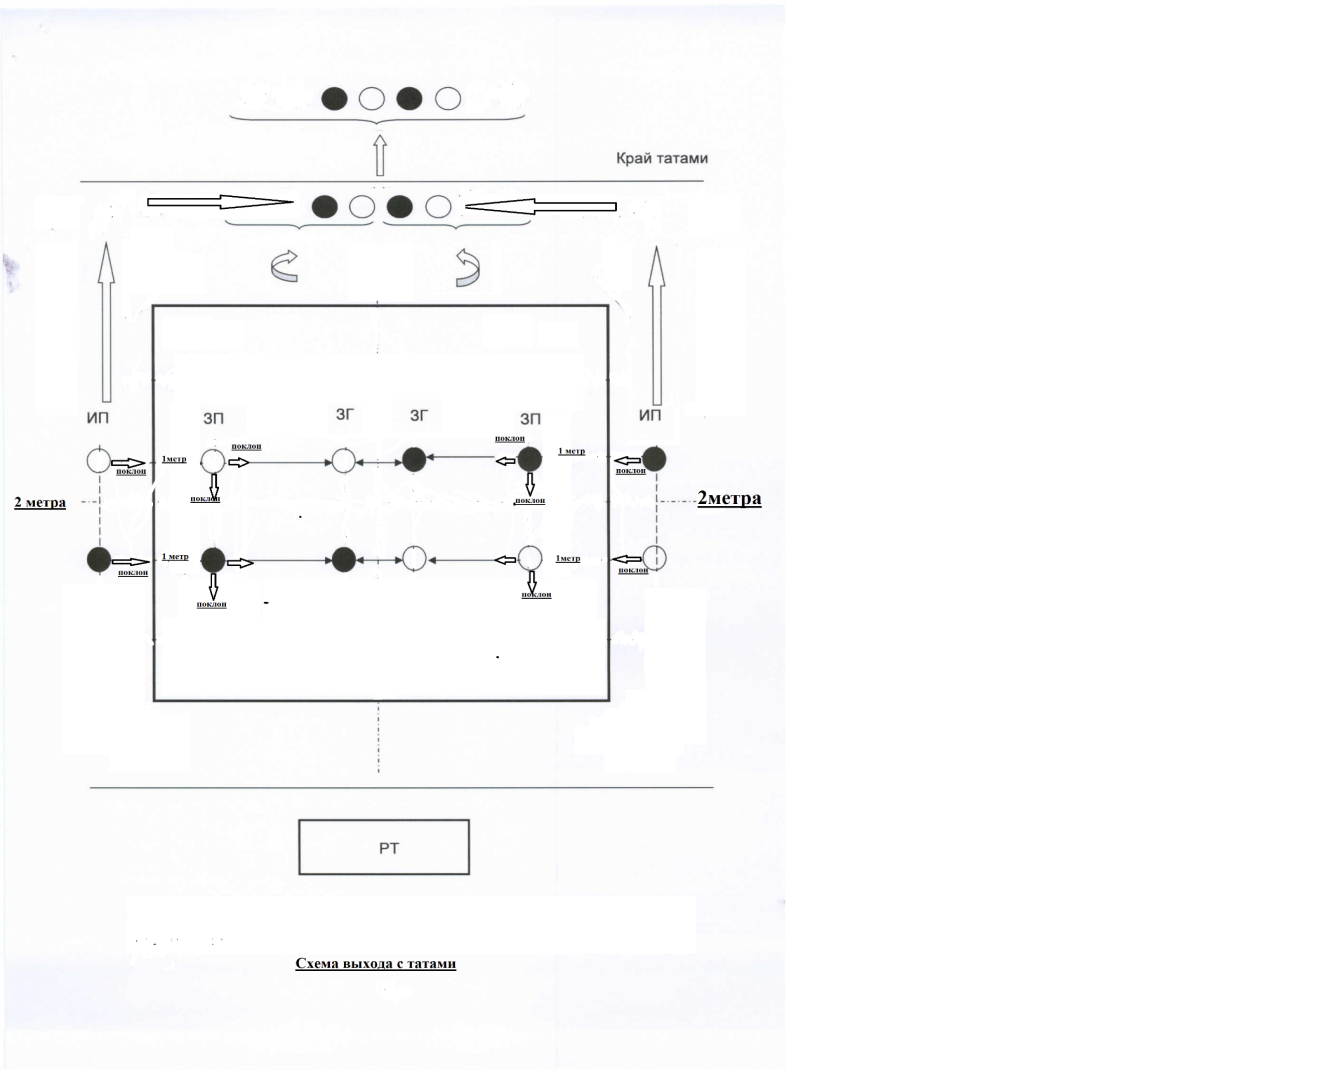 Край татами
ИП ЗП ЗГ ЗГ ЗП ИП
поклон поклон
1метр 1 метр
поклон поклон
поклон поклон
2 метра 2метра
1 метр 1метр
поклон поклон
поклон поклон
РТ
Схема выхода с татами